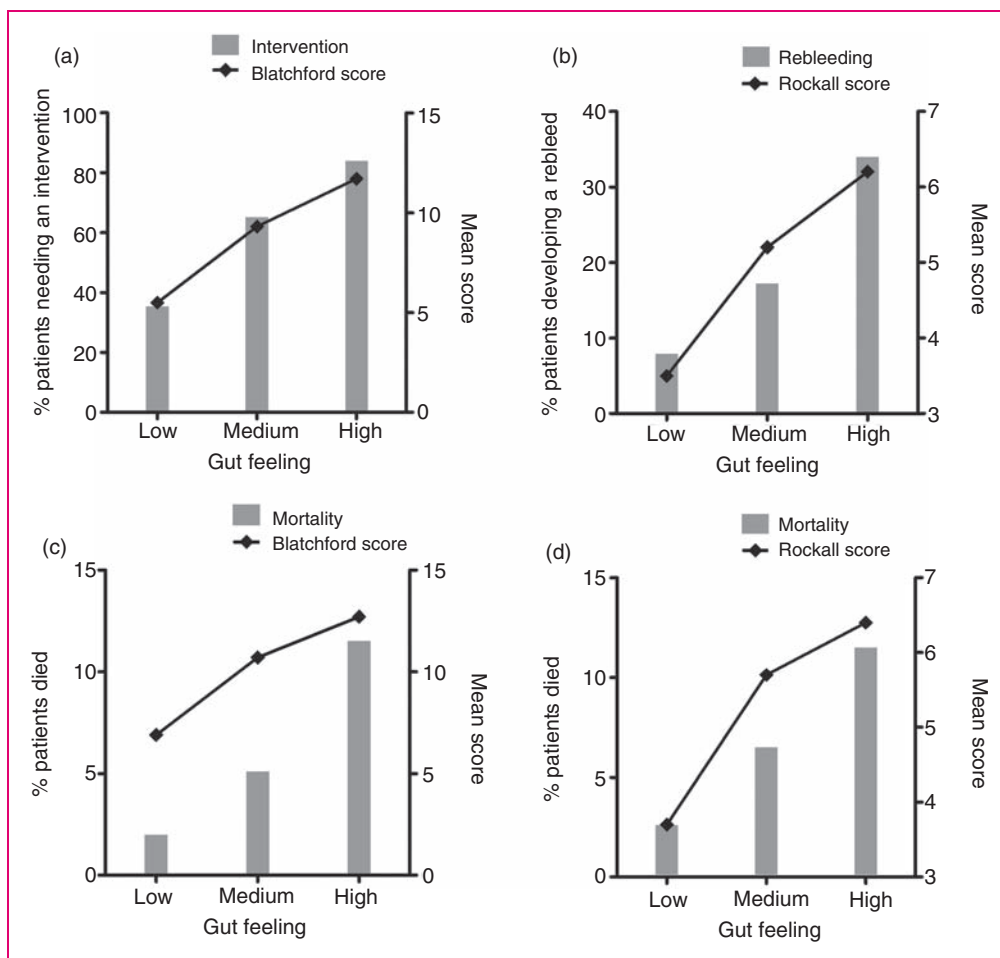 (a)
Intervention
Blatchford score
% patients needing an intervention
100
80
60
40
20
0
15
10
5
0
Mean score
Low Medium High
Gut feeling
(b)
Rebleeding
Rockall score
% patients developing a rebleed
40
30
20
10
0
7
6
5
4
3
Mean score
Low Medium High
Gut feeling
(c)
Mortality
Blatchford score
% patients died
15
10
5
0
15
10
5
0
Mean score
Low Medium High
Gut feeling
(d)
Mortality
Rockall score
% patients died
15
10
5
0
7
6
5
4
3
Mean score
Low Medium High
Gut feeling